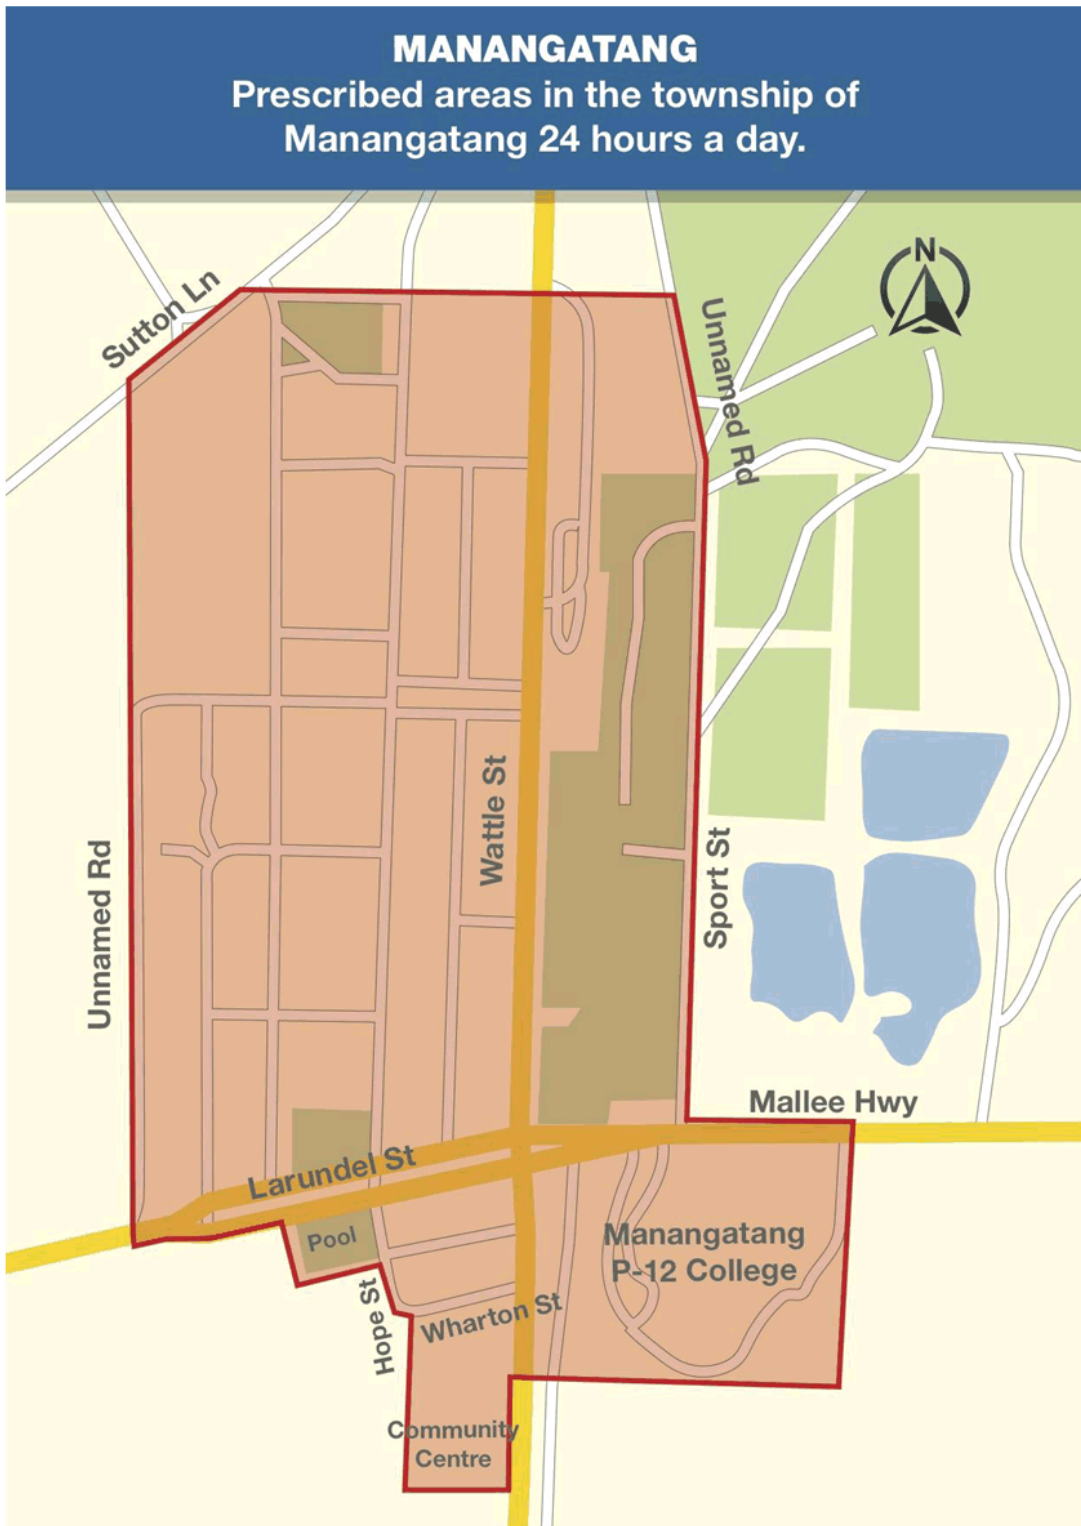 MANANGATANG
Prescribed areas in the township of
Manangatang 24 hours a day.
N
Sutton Ln
Unnamed Rd
Wattle St
Unnamed Rd
Sport St
Mallee Hwy
Larundel St
Pool
Manangatang
P-12 College
Hope St
Wharton St
Community
Centre